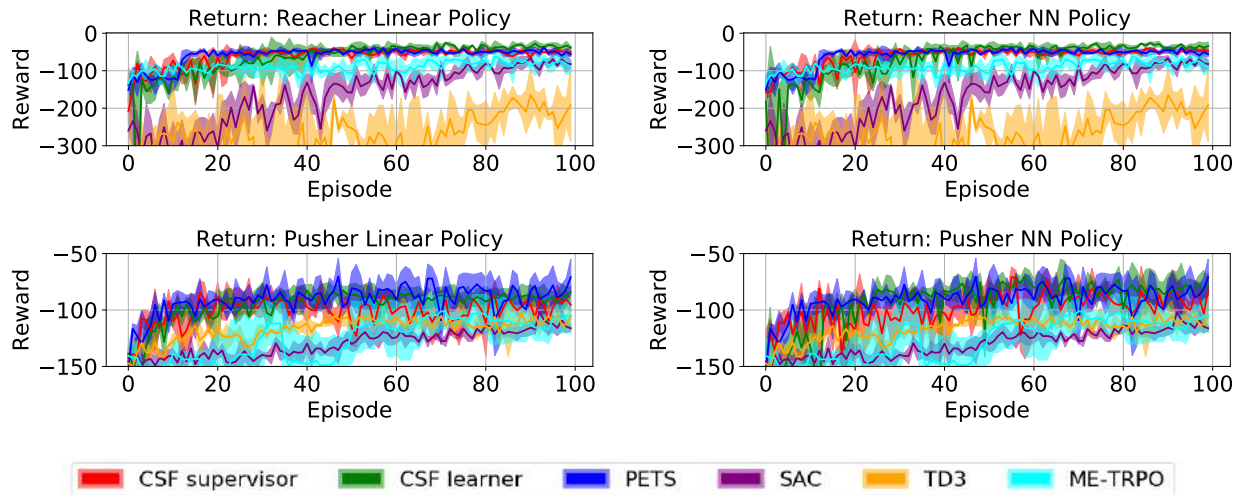 Return: Reacher Linear Policy
Return: Reacher NN Policy
Reward
0
−100
−200
−300
0 20 40 60 80 100
Episode
Reward
0
−100
−200
−300
0 20 40 60 80 100
Episode
Return: Pusher Linear Policy
Return: Pusher NN Policy
Reward
−50
−100
−150
0 20 40 60 80 100
Episode
Reward
−50
−100
−150
0 20 40 60 80 100
Episode
CSF supervisor CSF learner PETS SAC TD3 ME-TRPO